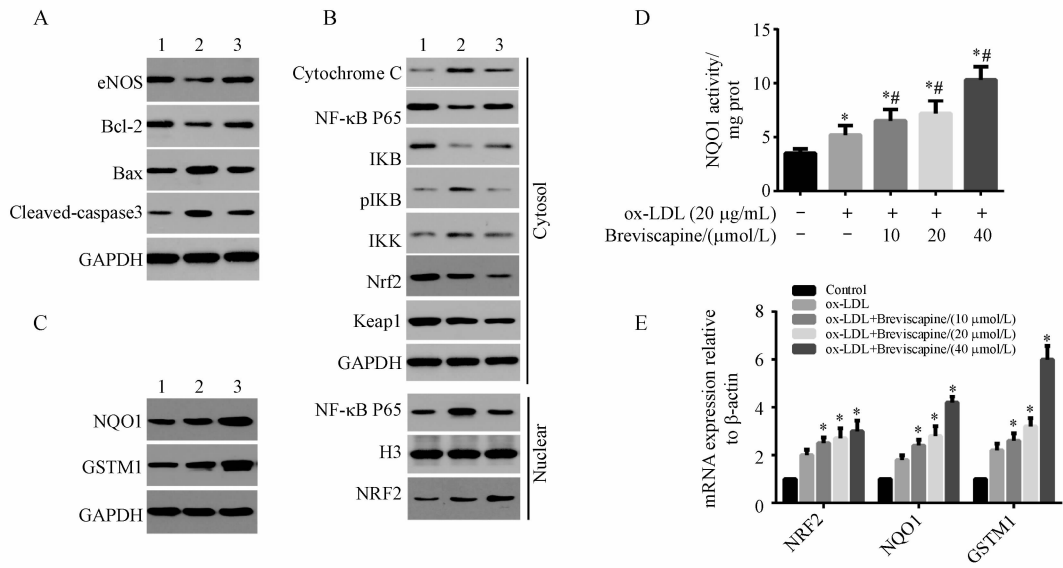 A
1 2 3
eNOS
Bcl-2
Bax
Cleaved-caspase3
GAPDH
B
1 2 3
Cytochrome C
NF-κB P65
IKB
pIKB
IKK
Nrf2
Keap1
GAPDH
Cytosol
NF-κB P65
H3
NRF2
Nuclear
C
1 2 3
NQO1
GSTM1
GAPDH
D
NQO1 activity/
mg prot
15
10
5
0
* *# *# *#
ox-LDL (20 μg/mL) − + + + +
Breviscapine/(μmol/L) − − 10 20 40
E
Control
ox-LDL
ox-LDL+Breviscapine/(10 μmol/L)
ox-LDL+Breviscapine/(20 μmol/L)
ox-LDL+Breviscapine/(40 μmol/L)
mRNA expression relative
to β-actin
8
6
4
2
0
* * * * * * * * *
NRF2
NQO1
GSTM1